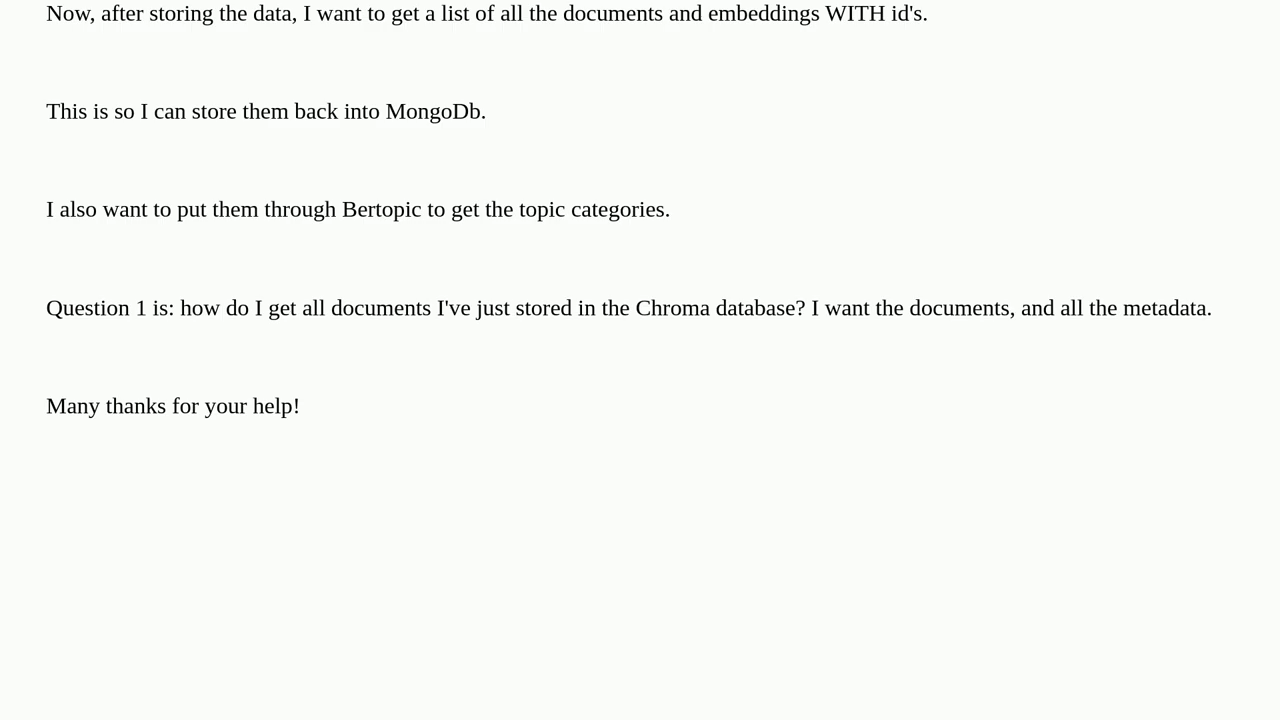 Now, after storing the data, I want to get a list of all the documents and embeddings WITH id's.
This is so I can store them back into MongoDb.
I also want to put them through Bertopic to get the topic categories.
Question 1 is: how do I get all documents I've just stored in the Chroma database? I want the documents, and all the metadata.
Many thanks for your help!